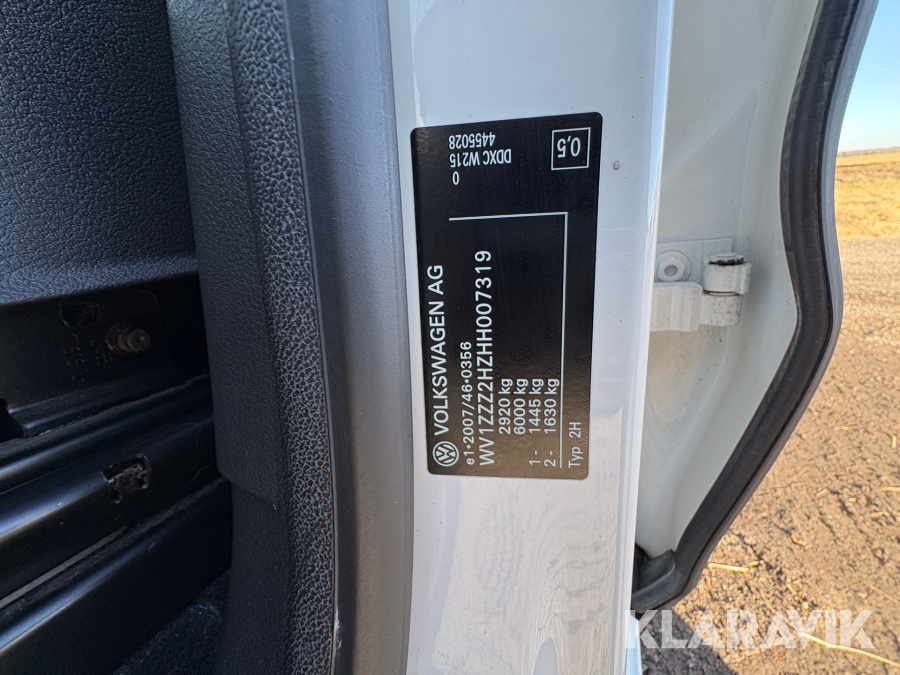 VOLKSWAGEN AG
e1*2007/46*0356
WV1ZZZ2HZHH007319
2920 kg
6000 kg
1- 1445 kg
2- 1630 kg
Typ 2H
0
DDXC W215
4455028
0,5
KLARAVIK